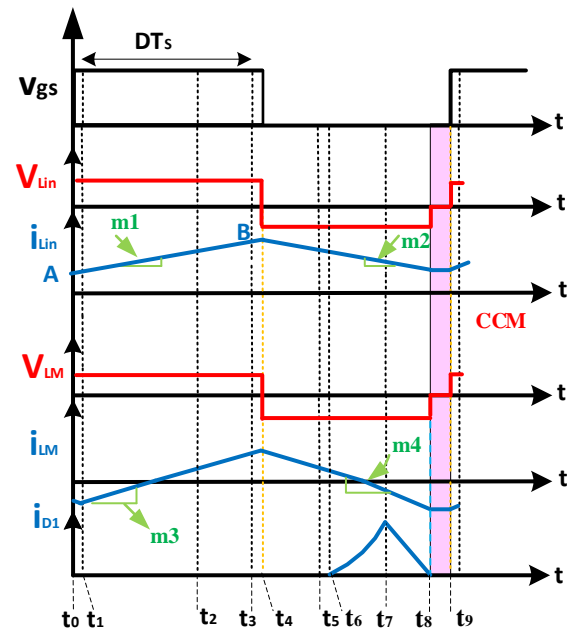 DTs
vgs
t
VLin
t
iLin
m1
B
m2
A
t
CCM
VLM
t
iLM
m4
t
m3
iD1
t
t0 t1 t2 t3 t4 t5 t6 t7 t8 t9